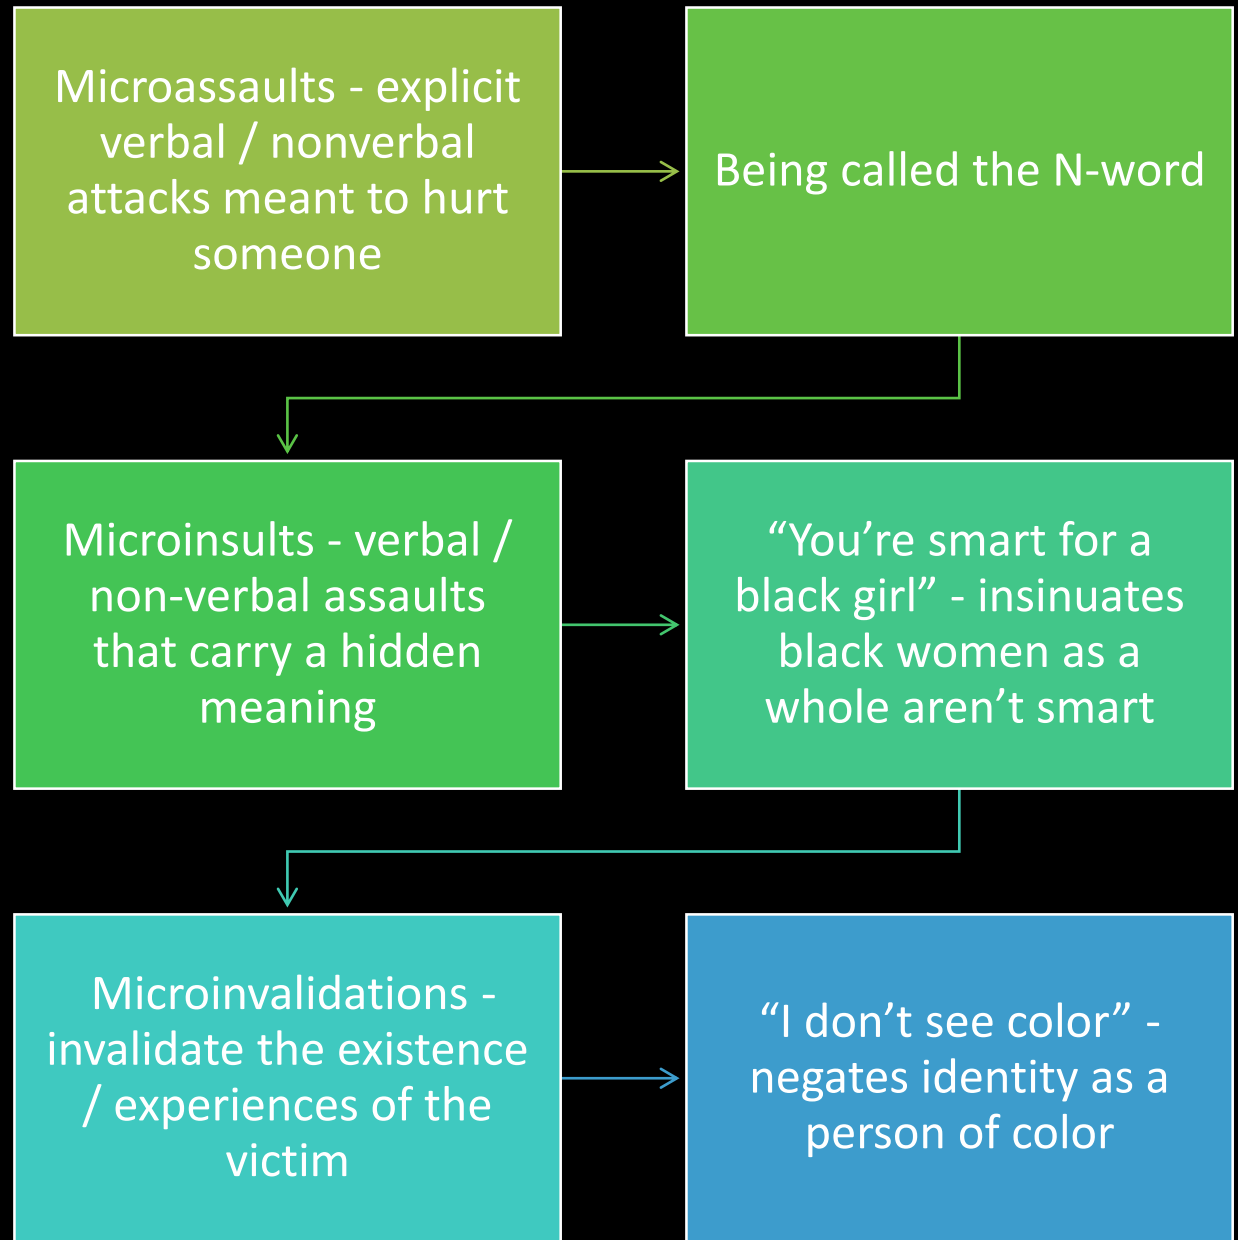 Microassaults - explicit
verbal / nonverbal
attacks meant to hurt
someone
Being called the N-word
Microinsults - verbal /
non-verbal assaults
that carry a hidden
meaning
“You’re smart for a
black girl” - insinuates
black women as a
whole aren’t smart
Microinvalidations -
invalidate the existence
/ experiences of the
victim
“I don’t see color” -
negates identity as a
person of color